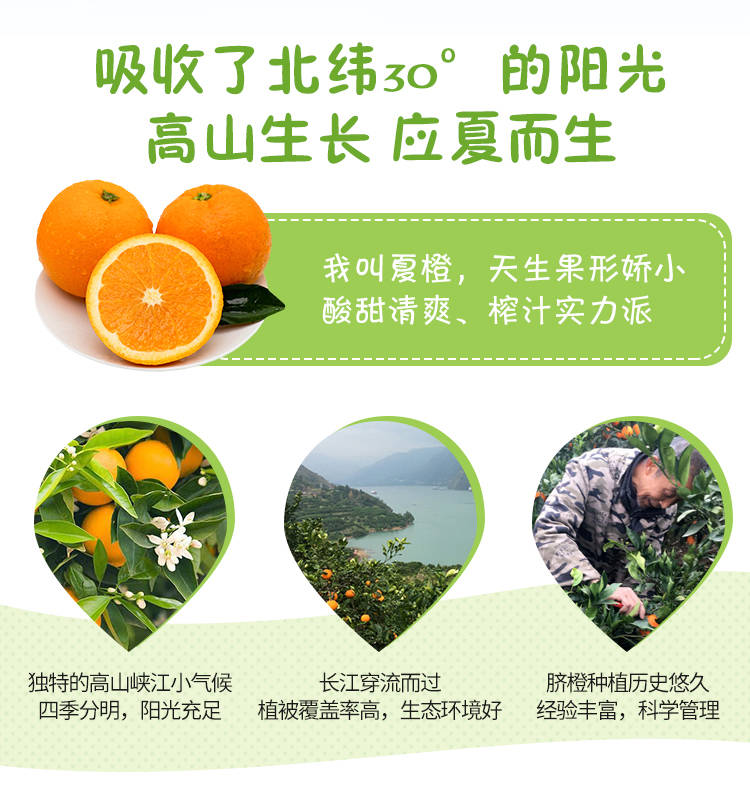 吸收了北纬30° 的阳光
高山生长 应夏而生
我叫夏橙，天生果形娇小
酸甜清爽、榨汁实力派
独特的高山峡江小气候
四季分明，阳光充足
长江穿流而过
植被覆盖率高，生态环境好
脐橙种植历史悠久
经验丰富，科学管理